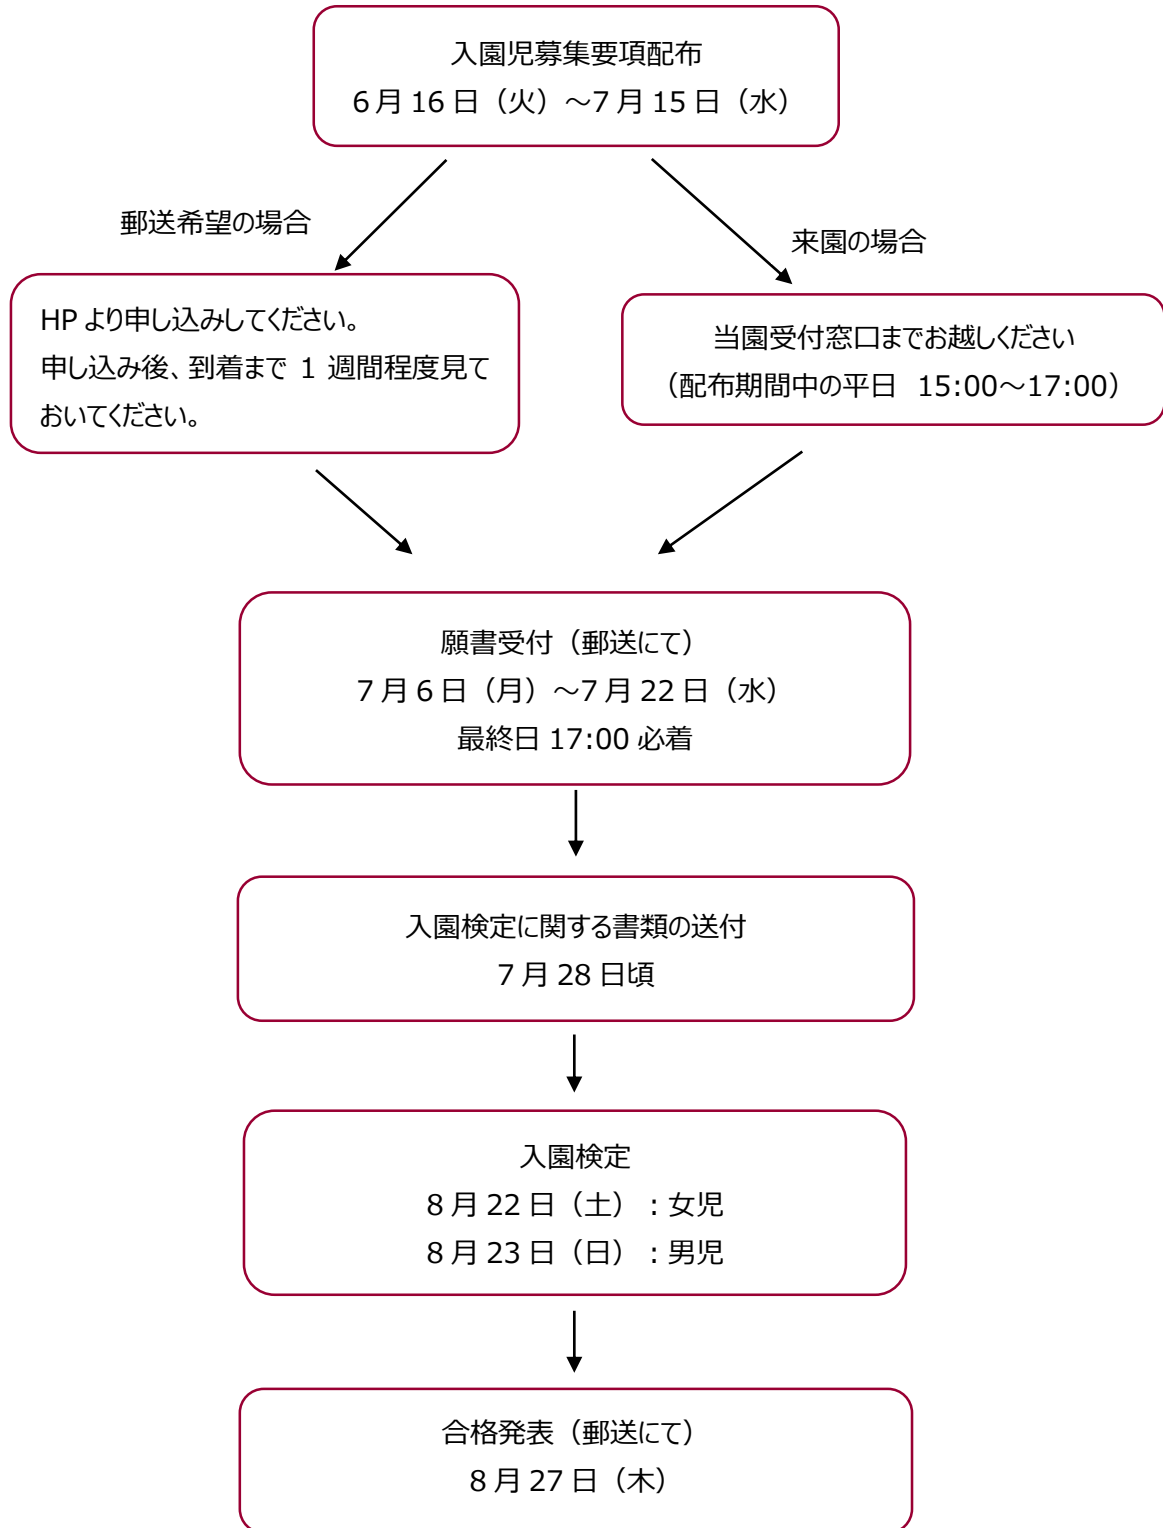 入園児募集要項配布
6月16日（火）～7月15日（水）
郵送希望の場合
来園の場合
HPより申し込みしてください。
申し込み後、到着まで 1 週間程度見て
おいてください。
当園受付窓口までお越しください
（配布期間中の平日 15:00～17:00）
願書受付（郵送にて）
7月6日（月）～7月22日（水）
最終日 17:00 必着
入園検定に関する書類の送付
7月28日頃
入園検定
8月22日（土）：女児
8月23日（日）：男児
合格発表（郵送にて）
8月27日（木）